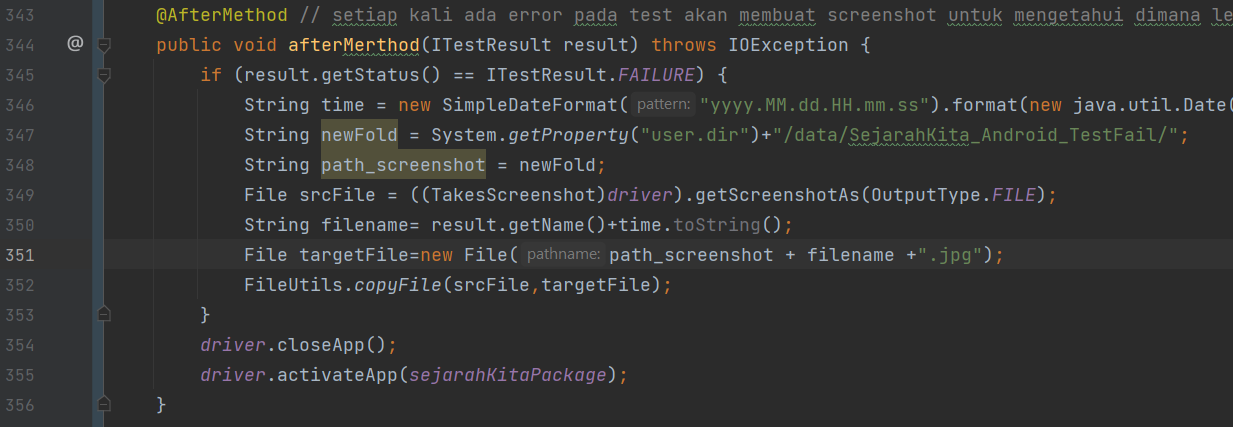 343 @AfterMethod // setiap kali ada error pada test akan membuat screenshot untuk mengetahui dimana le
344 @ public void afterMerthod(ITestResult result) throws IOException {
345 if (result.getStatus() == ITestResult.FAILURE) {
346 String time = new SimpleDateFormat( pattern: "yyyy.MM.dd.HH.mm.ss").format(new java.util.Date(
347 String newFold = System.getProperty("user.dir")+"/data/SejarahKita_Android_TestFail/";
348 String path_screenshot = newFold;
349 File srcFile = ((TakesScreenshot)driver).getScreenshotAs(OutputType.FILE);
350 String filename= result.getName()+time.toString();
351 File targetFile=new File( pathname: path_screenshot + filename +".jpg");
352 FileUtils.copyFile(srcFile,targetFile);
353 }
354 driver.closeApp();
355 driver.activateApp(sejarahKitaPackage);
356 }